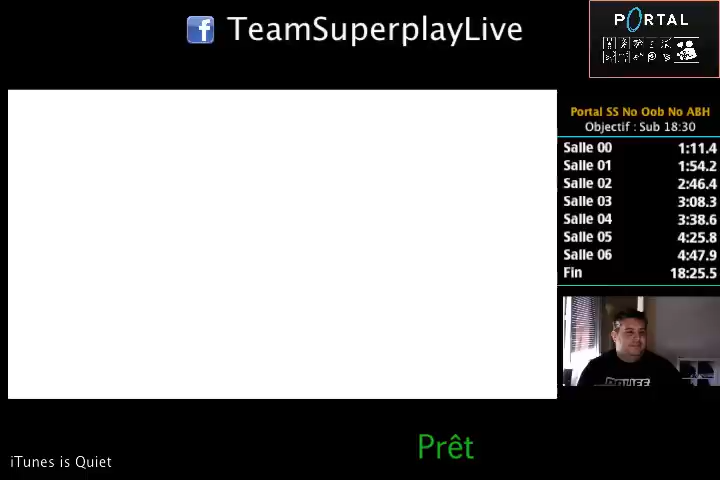 TeamSuperplayLive
PORTAL
Portal SS No Oob No ABH
Objectif : Sub 18:30
Salle 00 1:11.4
Salle 01 1:54.2
Salle 02 2:46.4
Salle 03 3:08.3
Salle 04 3:38.6
Salle 05 4:25.8
Salle 06 4:47.9
Fin 18:25.5
POLICE
Prêt
iTunes is Quiet